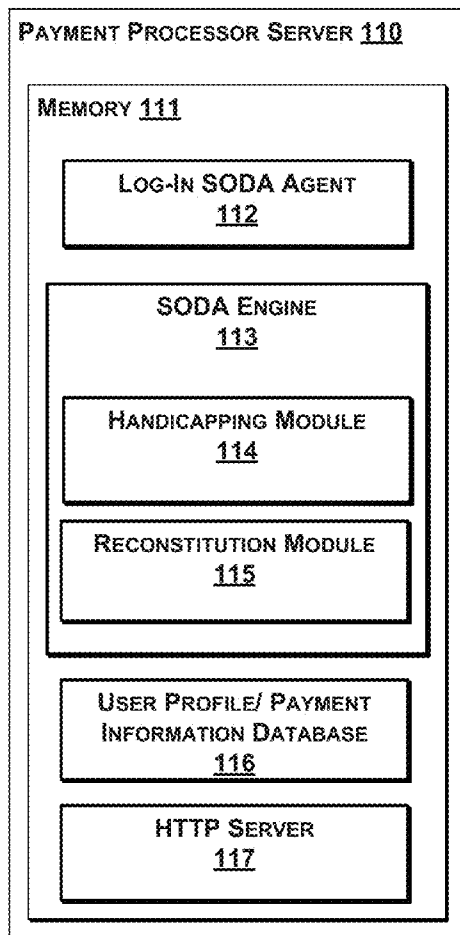 PAYMENT PROCESSOR SERVER 110
MEMORY 111
LOG-IN SODA AGENT
112
SODA ENGINE
113
HANDICAPPING MODULE
114
RECONSTITUTION MODULE
115
USER PROFILE/ PAYMENT
INFORMATION DATABASE
116
HTTP SERVER
117